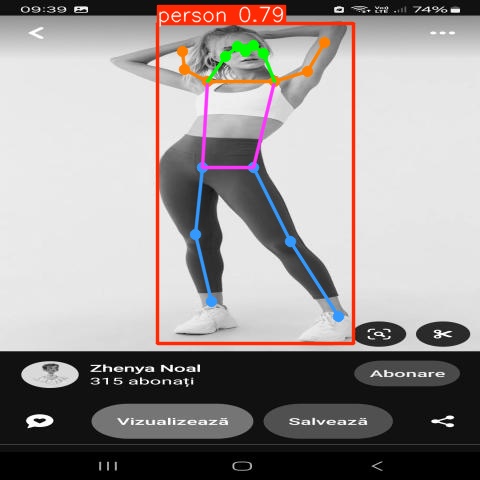 09:39
74%
person 0.79
Zhenya Noal
315 abonați
Abonare
Vizualizează
Salvează